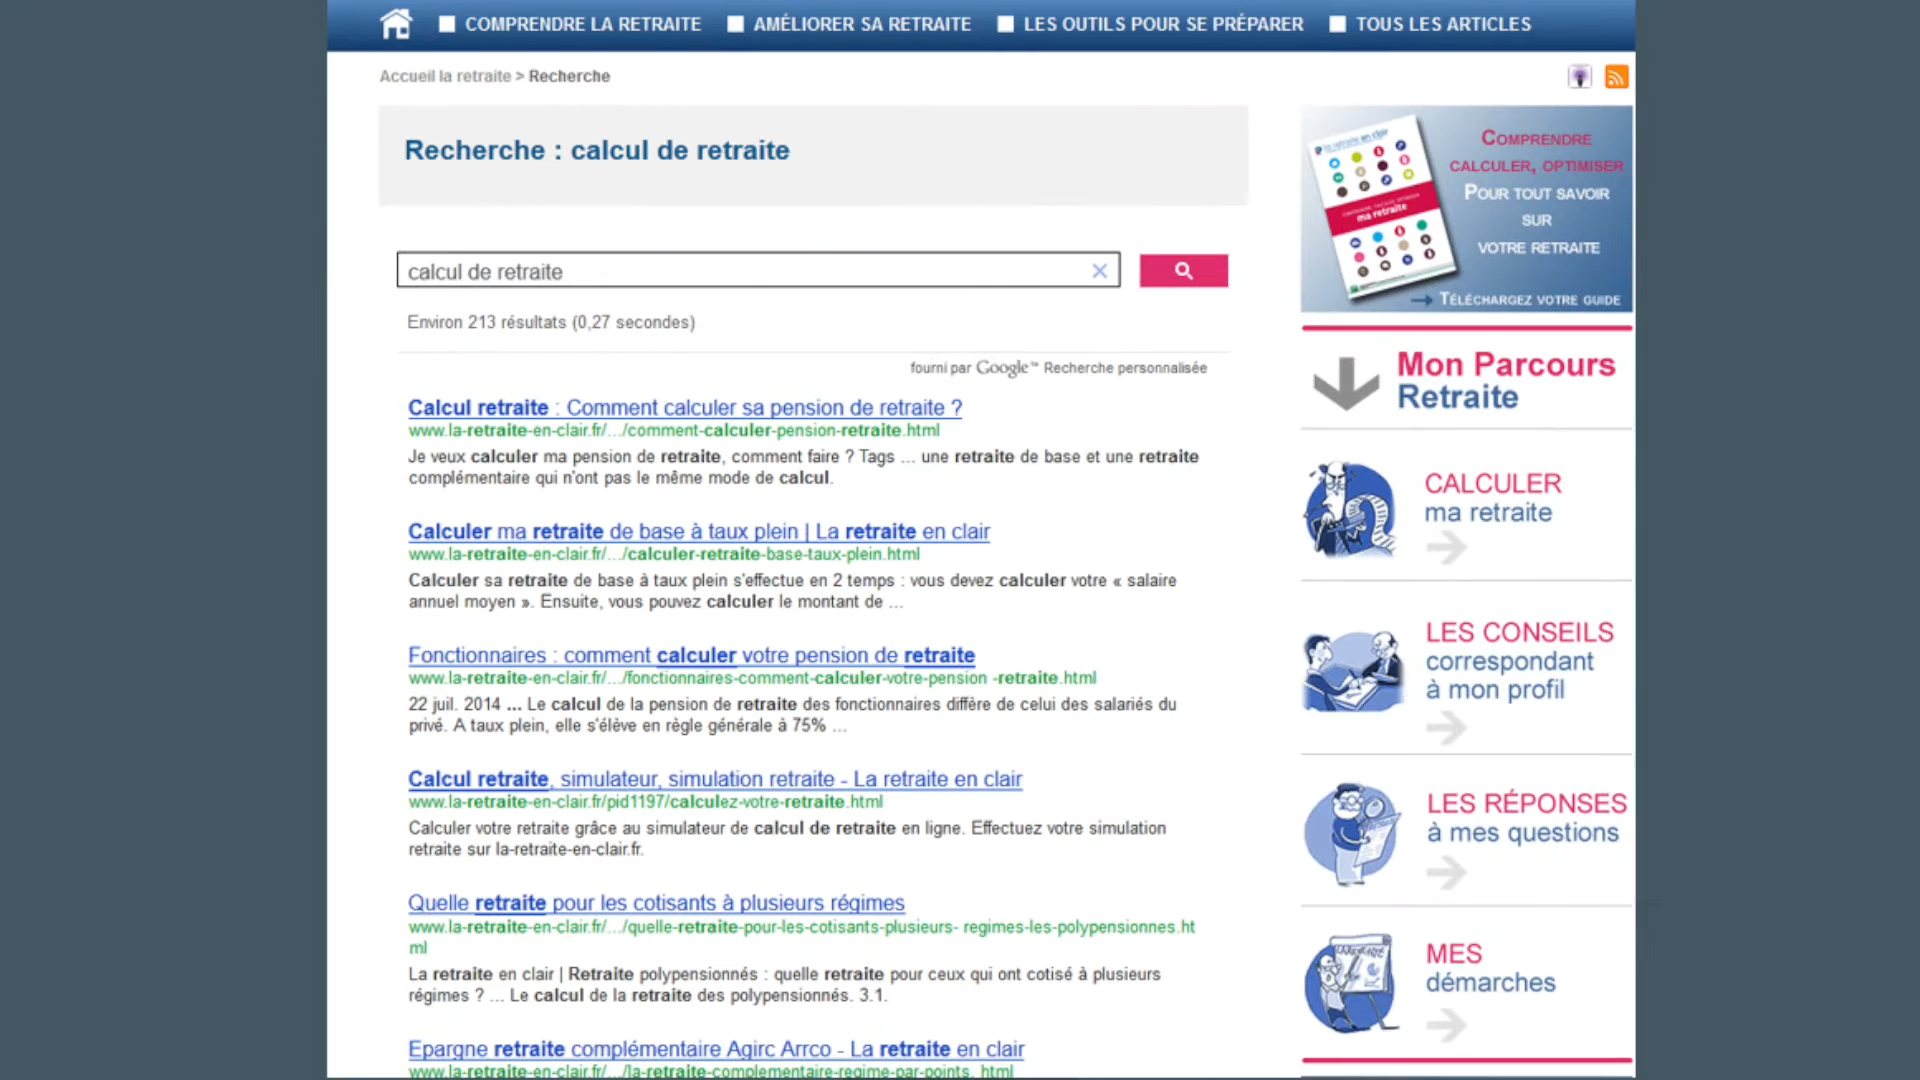 COMPRENDRE LA RETRAITE AMÉLIORER SA RETRAITE LES OUTILS POUR SE PRÉPARER TOUS LES ARTICLES
Accueil la retraite > Recherche
Recherche : calcul de retraite
calcul de retraite
Environ 213 résultats (0,27 secondes)
fourni par Google™ Recherche personnalisée
Calcul retraite : Comment calculer sa pension de retraite ?
www.la-retraite-en-clair.fr/.../comment-calculer-pension-retraite.html
Je veux calculer ma pension de retraite, comment faire ? Tags ... une retraite de base et une retraite
complémentaire qui n'ont pas le même mode de calcul.
Calculer ma retraite de base à taux plein | La retraite en clair
www.la-retraite-en-clair.fr/.../calculer-retraite-base-taux-plein.html
Calculer sa retraite de base à taux plein s'effectue en 2 temps : vous devez calculer votre « salaire
annuel moyen ». Ensuite, vous pouvez calculer le montant de ...
Fonctionnaires : comment calculer votre pension de retraite
www.la-retraite-en-clair.fr/.../fonctionnaires-comment-calculer-votre-pension -retraite.html
22 juil. 2014 ... Le calcul de la pension de retraite des fonctionnaires diffère de celui des salariés du
privé. A taux plein, elle s'élève en règle générale à 75% ...
Calcul retraite, simulateur, simulation retraite - La retraite en clair
www.la-retraite-en-clair.fr/pid1197/calculez-votre-retraite.html
Calculer votre retraite grâce au simulateur de calcul de retraite en ligne. Effectuez votre simulation
retraite sur la-retraite-en-clair.fr.
Quelle retraite pour les cotisants à plusieurs régimes
www.la-retraite-en-clair.fr/.../quelle-retraite-pour-les-cotisants-plusieurs- regimes-les-polypensionnes.ht
ml
La retraite en clair | Retraite polypensionnés : quelle retraite pour ceux qui ont cotisé à plusieurs
régimes ? ... Le calcul de la retraite des polypensionnés. 3.1.
Epargne retraite complémentaire Agirc Arrco - La retraite en clair
www.la-retraite-en-clair.fr/.../la-retraite-complementaire-regime-par-points. html
la retraite en clair
ma retraite
COMPRENDRE
CALCULER, OPTIMISER
POUR TOUT SAVOIR
SUR
VOTRE RETRAITE
TÉLÉCHARGEZ VOTRE GUIDE
Mon Parcours
Retraite
CALCULER
ma retraite
LES CONSEILS
correspondant
à mon profil
LES RÉPONSES
à mes questions
MES
démarches